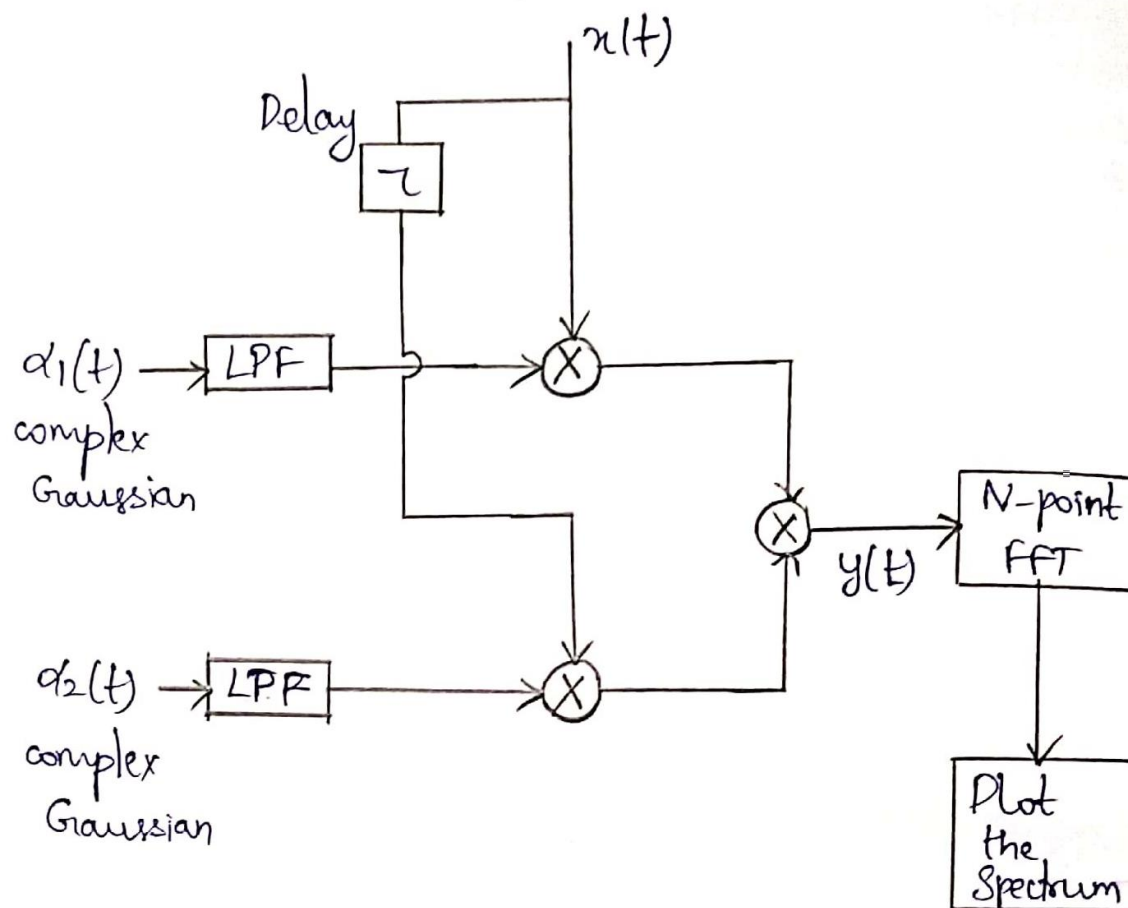 x(t)
Delay
τ
α1(t)
LPF
X
complex
Gaussian
X
y(t)
N-point
FFT
α2(t)
LPF
X
complex
Gaussian
Plot
the
Spectrum